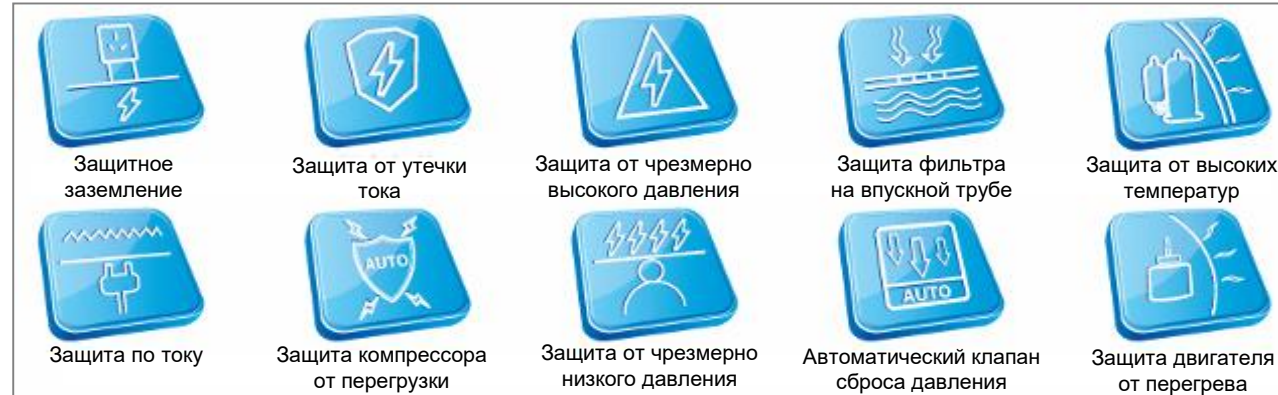 Защитное
заземление
Защита от утечки
тока
Защита от чрезмерно
высокого давления
Защита фильтра
на впускной трубе
Защита от высоких
температур
AUTO
AUTO
Защита по току
Защита компрессора
от перегрузки
Защита от чрезмерно
низкого давления
Автоматический клапан
сброса давления
Защита двигателя
от перегрева